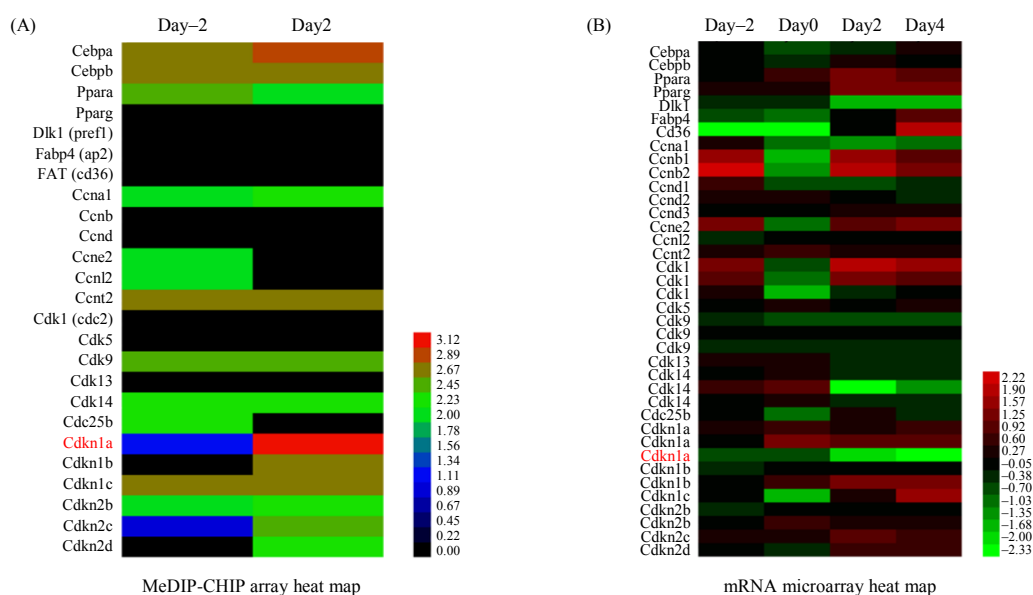 (A)
Day–2 Day2
Cebpa
Cebpb
Ppara
Pparg
Dlk1 (pref1)
Fabp4 (ap2)
FAT (cd36)
Ccna1
Ccnb
Ccnd
Ccne2
Ccnl2
Ccnt2
Cdk1 (cdc2)
Cdk5
Cdk9
Cdk13
Cdk14
Cdc25b
Cdkn1a
Cdkn1b
Cdkn1c
Cdkn2b
Cdkn2c
Cdkn2d
3.12
2.89
2.67
2.45
2.23
2.00
1.78
1.56
1.34
1.11
0.89
0.67
0.45
0.22
0.00
MeDIP-CHIP array heat map
(B)
Day–2 Day0 Day2 Day4
Cebpa
Cebpb
Ppara
Pparg
Dlk1
Fabp4
Cd36
Ccna1
Ccnb1
Ccnb2
Ccnd1
Ccnd2
Ccnd3
Ccne2
Ccnl2
Ccnt2
Cdk1
Cdk1
Cdk1
Cdk5
Cdk9
Cdk9
Cdk9
Cdk13
Cdk14
Cdk14
Cdk14
Cdc25b
Cdkn1a
Cdkn1a
Cdkn1a
Cdkn1b
Cdkn1b
Cdkn1c
Cdkn2b
Cdkn2b
Cdkn2c
Cdkn2d
2.22
1.90
1.57
1.25
0.92
0.60
0.27
–0.05
–0.38
–0.70
–1.03
–1.35
–1.68
–2.00
–2.33
mRNA microarray heat map